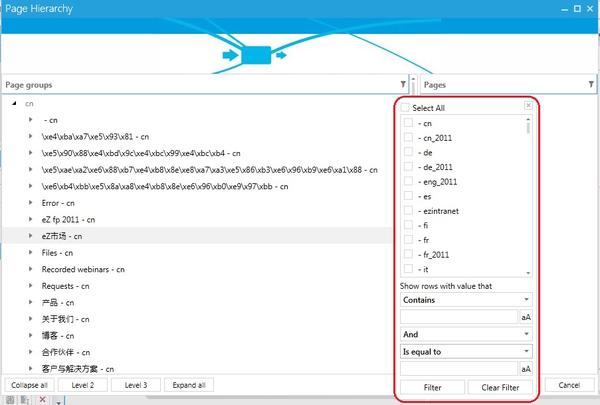 Page Hierarchy
Page groups
Pages
cn
- cn
\xe4\xba\xa7\xe5\x93\x81 - cn
\xe5\x90\x88\xe4\xbd\x9c\xe4\xbc\x99\xe4\xbc\xb4 - cn
\xe5\xae\xa2\xe6\x88\xb7\xe4\xb8\x8e\xe8\xa7\xa3\xe5\x86\xb3\xe6\x96\xb9\xe6\xa1\x88 - cn
\xe6\xb4\xbb\xe5\x8a\xa8\xe4\xb8\x8e\xe6\x96\xb0\xe9\x97\xbb - cn
Error - cn
eZ fp 2011 - cn
eZ市场 - cn
Files - cn
Recorded webinars - cn
Requests - cn
产品 - cn
关于我们 - cn
博客 - cn
合作伙伴 - cn
客户与解决方案 - cn
Select All
- cn
- cn_2011
- de
- de_2011
- eng_2011
- es
- ezintranet
- fi
- fr
- fr_2011
- it
Show rows with value that
Contains
aA
And
Is equal to
aA
Filter
Clear Filter
Collapse all
Level 2
Level 3
Expand all
Cancel